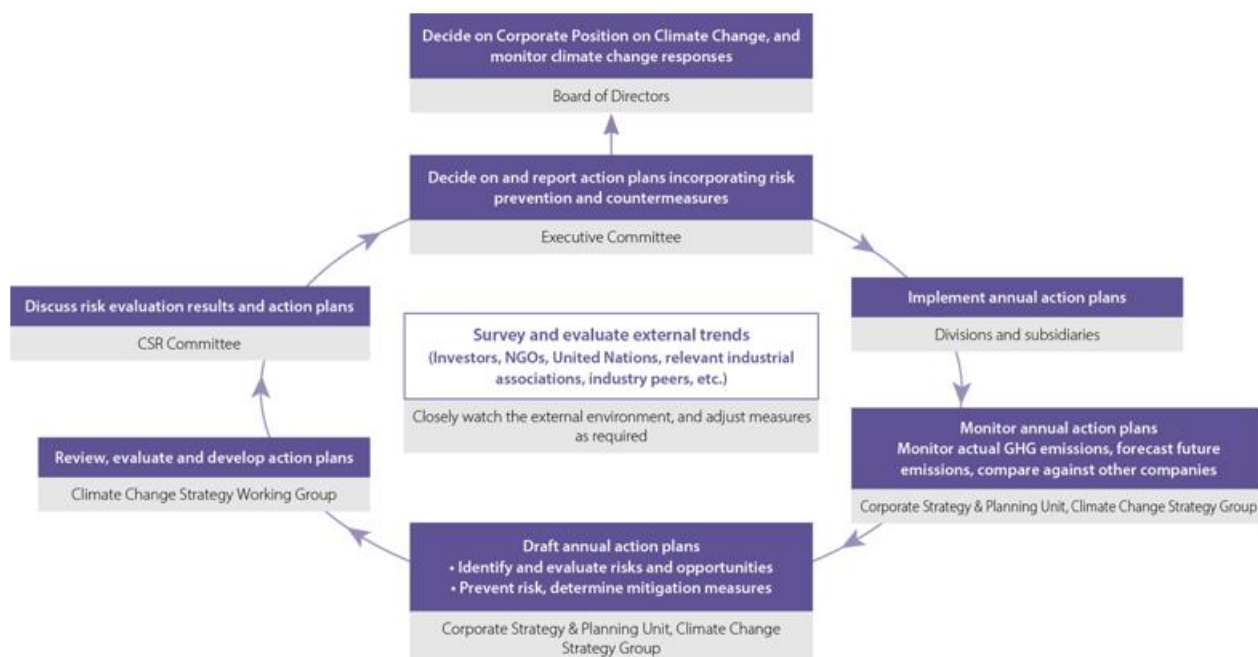 Decide on Corporate Position on Climate Change, and
monitor climate change responses
Board of Directors
Decide on and report action plans incorporating risk
prevention and countermeasures
Executive Committee
Discuss risk evaluation results and action plans
CSR Committee
Implement annual action plans
Divisions and subsidiaries
Survey and evaluate external trends
(Investors, NGOs, United Nations, relevant industrial
associations, industry peers, etc.)
Closely watch the external environment, and adjust measures
as required
Review, evaluate and develop action plans
Climate Change Strategy Working Group
Monitor annual action plans
Monitor actual GHG emissions, forecast future
emissions, compare against other companies
Corporate Strategy & Planning Unit, Climate Change Strategy Group
Draft annual action plans
• Identify and evaluate risks and opportunities
• Prevent risk, determine mitigation measures
Corporate Strategy & Planning Unit, Climate Change
Strategy Group